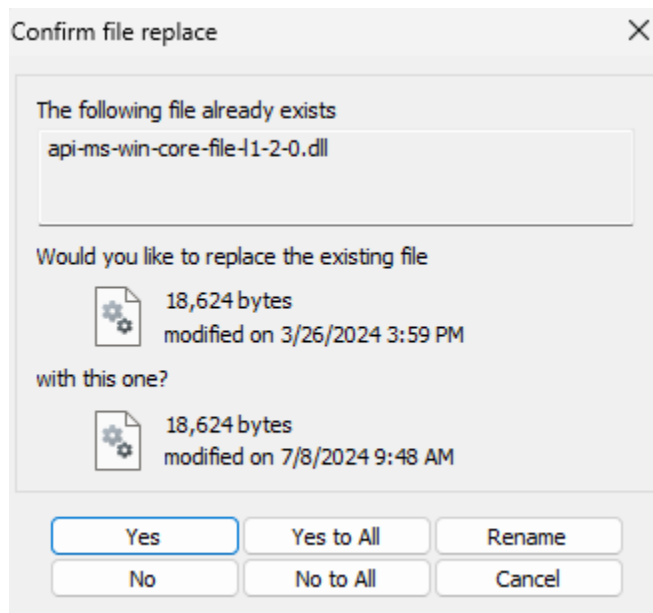 Confirm file replace
The following file already exists
api-ms-win-core-file-l1-2-0.dll
Would you like to replace the existing file
18,624 bytes
modified on 3/26/2024 3:59 PM
with this one?
18,624 bytes
modified on 7/8/2024 9:48 AM
Yes Yes to All Rename
No No to All Cancel